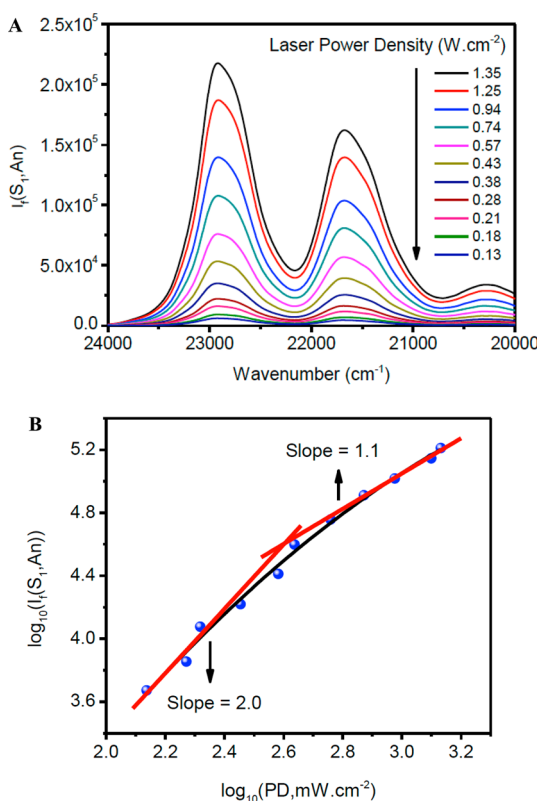 A
Laser Power Density (W.cm-2)
1.35
1.25
0.94
0.74
0.57
0.43
0.38
0.28
0.21
0.18
0.13
If(S1,An)
2.5x10^5
2.0x10^5
1.5x10^5
1.0x10^5
5.0x10^4
0.0
24000 23000 22000 21000 20000
Wavenumber (cm-1)
B
Slope = 1.1
Slope = 2.0
log10(If(S1,An))
5.2
4.8
4.4
4.0
3.6
2.0 2.2 2.4 2.6 2.8 3.0 3.2
log10(PD,mW.cm-2)